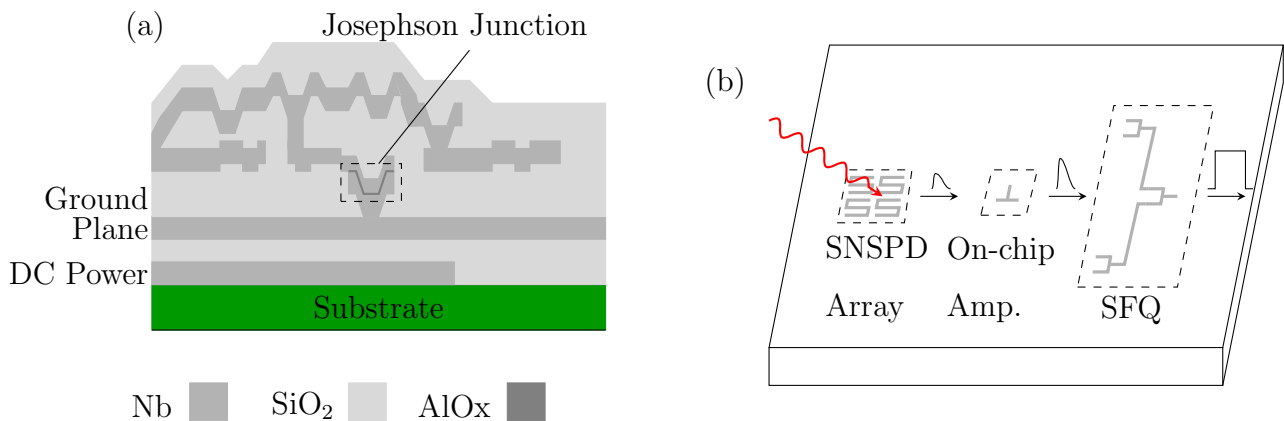 (a)
Josephson Junction
Ground
Plane
DC Power
Substrate
Nb
SiO₂
AlOx
(b)
SNSPD
Array
On-chip
Amp.
SFQ